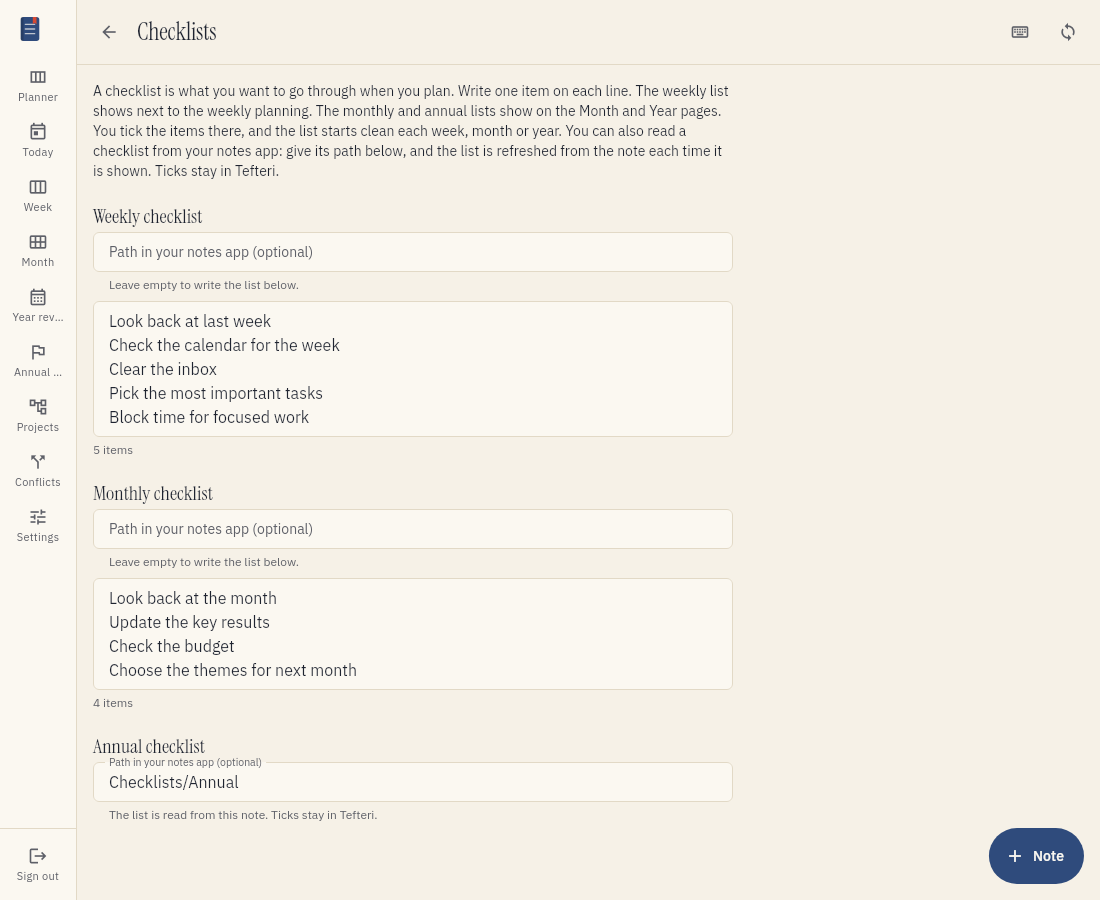 Checklists
Planner
Today
Week
Month
Year rev...
Annual ...
Projects
Conflicts
Settings
Sign out
A checklist is what you want to go through when you plan. Write one item on each line. The weekly list
shows next to the weekly planning. The monthly and annual lists show on the Month and Year pages.
You tick the items there, and the list starts clean each week, month or year. You can also read a
checklist from your notes app: give its path below, and the list is refreshed from the note each time it
is shown. Ticks stay in Tefteri.
Weekly checklist
Path in your notes app (optional)
Leave empty to write the list below.
Look back at last week
Check the calendar for the week
Clear the inbox
Pick the most important tasks
Block time for focused work
5 items
Monthly checklist
Path in your notes app (optional)
Leave empty to write the list below.
Look back at the month
Update the key results
Check the budget
Choose the themes for next month
4 items
Annual checklist
Path in your notes app (optional)
Checklists/Annual
The list is read from this note. Ticks stay in Tefteri.
Note